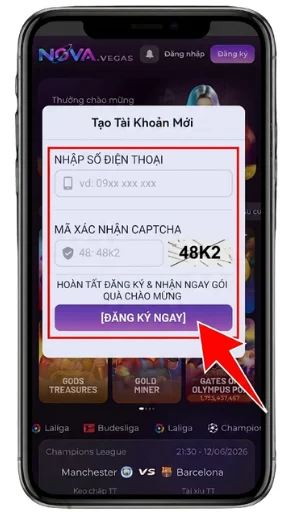 NOVA.VEGAS
Đăng nhập
Đăng ký
Thưởng chào mừng
Tạo Tài Khoản Mới
NHẬP SỐ ĐIỆN THOẠI
vd: 09xx xxx xxx
MÃ XÁC NHẬN CAPTCHA
48: 48k2
48K2
HOÀN TẤT ĐĂNG KÝ & NHẬN NGAY GÓI
QUÀ CHÀO MỪNG
[ĐĂNG KÝ NGAY]
GODS
TREASURES
GOLD
MINER
GATES OF
OLYMPUS
Laliga
Budesliga
Laliga
Champio
Champions League
21:30 - 12/06/2026
Manchester
VS
Barcelona
Kèo chấp TT
Tài xỉu TT